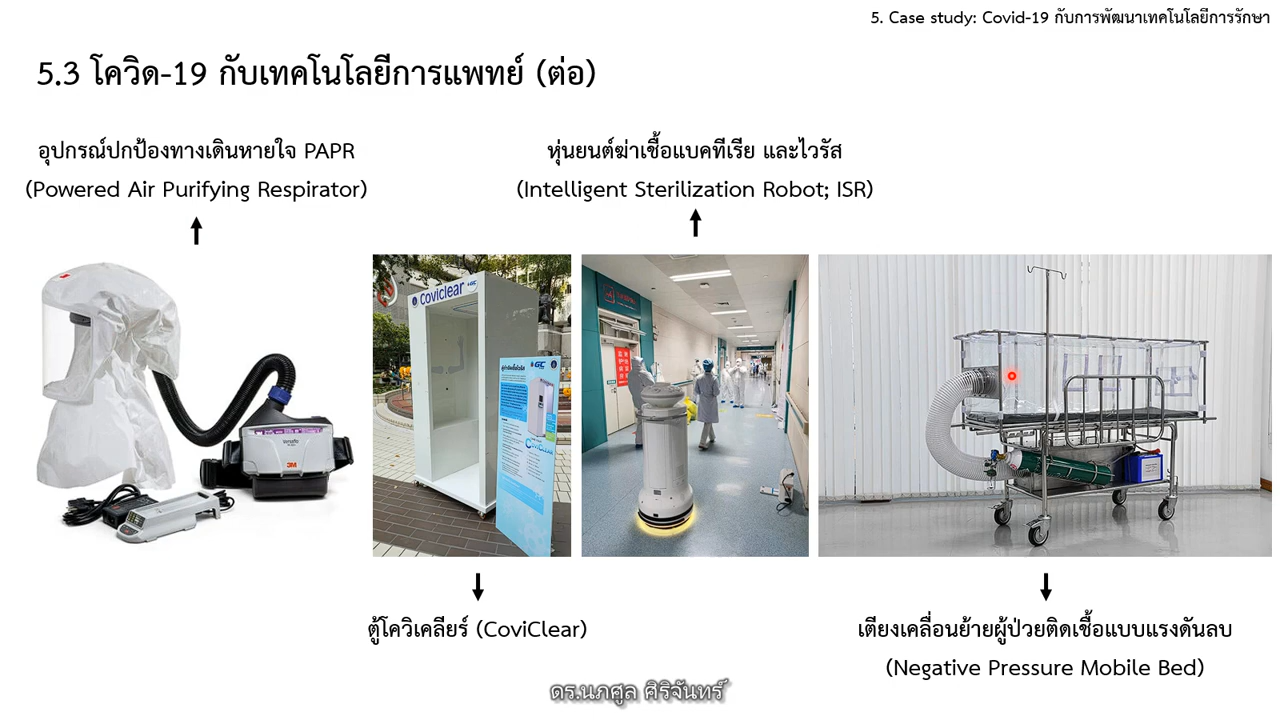 5. Case study: Covid-19 กับการพัฒนาเทคโนโลยีการรักษา
5.3 โควิด-19 กับเทคโนโลยีการแพทย์ (ต่อ)
อุปกรณ์ปกป้องทางเดินหายใจ PAPR
(Powered Air Purifying Respirator)
หุ่นยนต์ฆ่าเชื้อแบคทีเรีย และไวรัส
(Intelligent Sterilization Robot; ISR)
Coviclear
GC
GC
COVICLEAR
Versaflo
3M
ตู้โควิเคลียร์ (CoviClear)
เตียงเคลื่อนย้ายผู้ป่วยติดเชื้อแบบแรงดันลบ
(Negative Pressure Mobile Bed)
ดร.นภศูล ศิริจันทร์